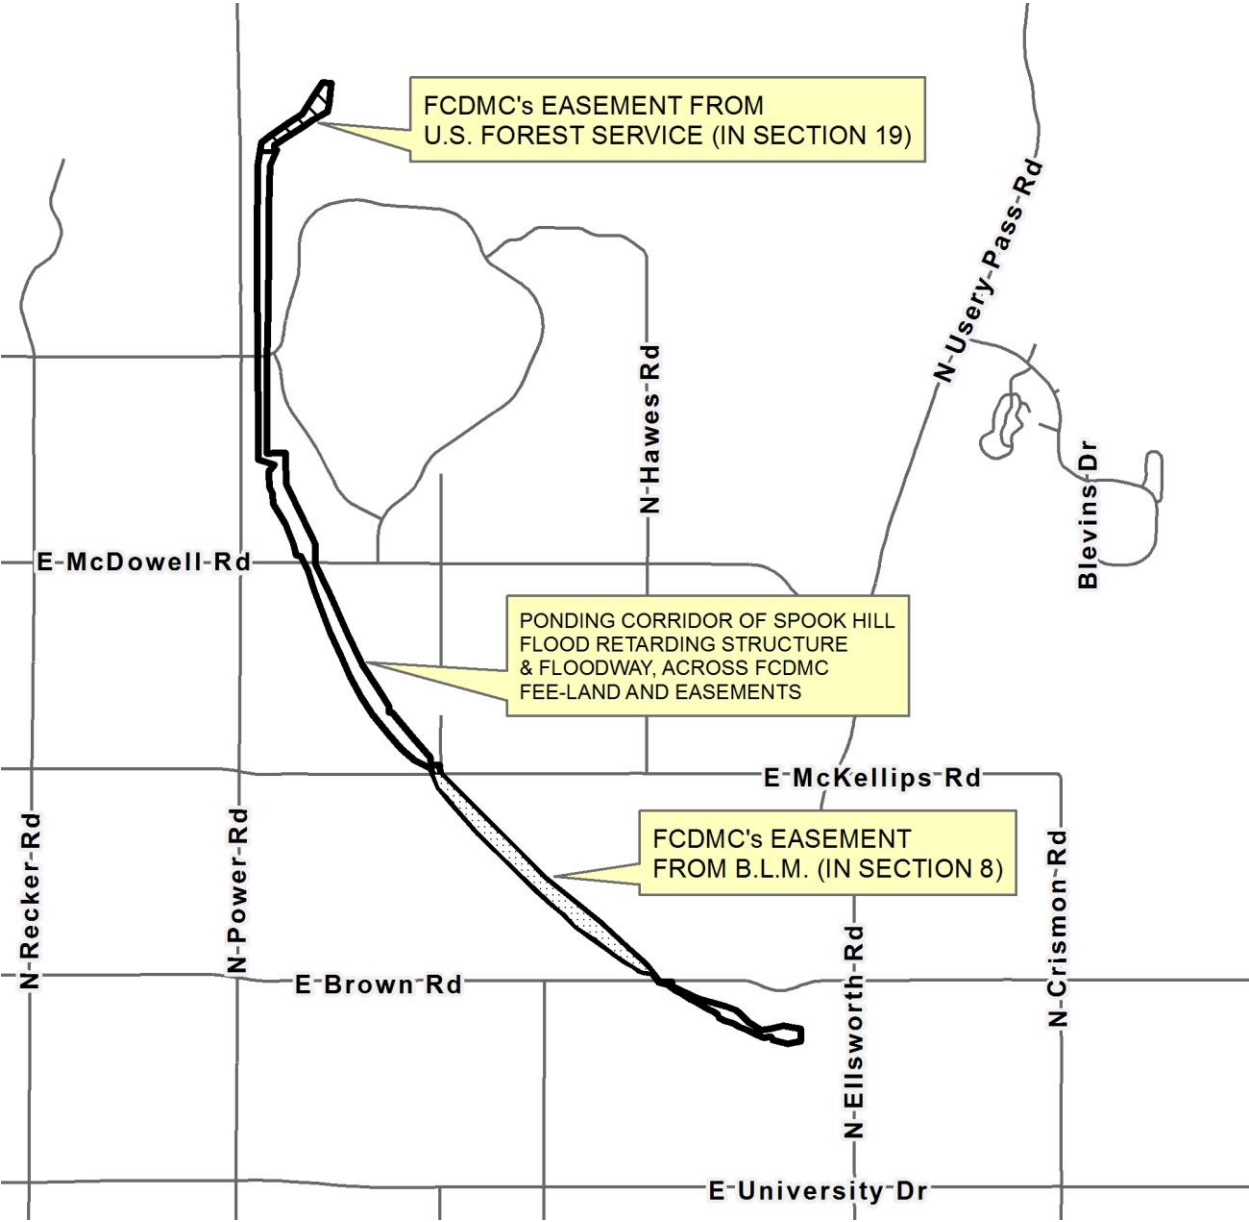 FCDMC's EASEMENT FROM
U.S. FOREST SERVICE (IN SECTION 19)
N Usery Pass Rd
N Hawes Rd
Blevins Dr
E McDowell Rd
PONDING CORRIDOR OF SPOOK HILL
FLOOD RETARDING STRUCTURE
& FLOODWAY, ACROSS FCDMC
FEE-LAND AND EASEMENTS
E McKellips Rd
FCDMC's EASEMENT
FROM B.L.M. (IN SECTION 8)
N Recker Rd
N Power Rd
E Brown Rd
N Ellsworth Rd
N Crismon Rd
E University Dr